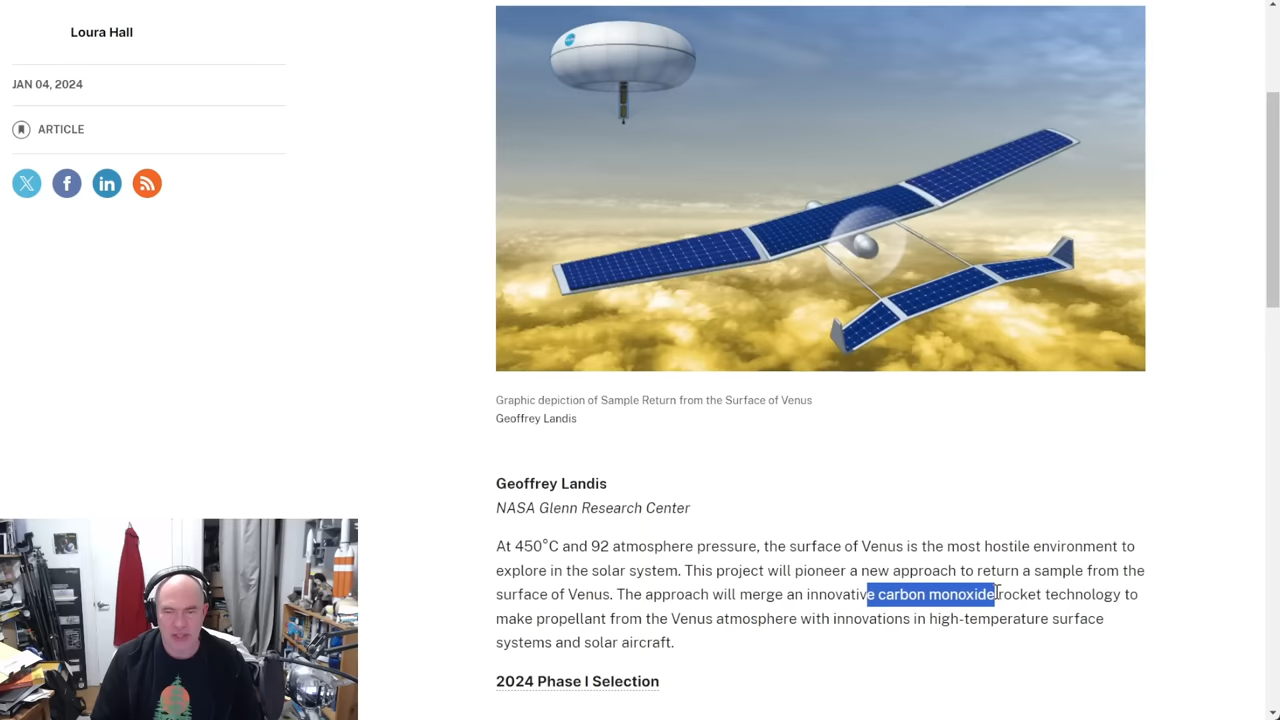 Loura Hall
JAN 04, 2024
ARTICLE
Graphic depiction of Sample Return from the Surface of Venus
Geoffrey Landis
Geoffrey Landis
NASA Glenn Research Center
At 450°C and 92 atmosphere pressure, the surface of Venus is the most hostile environment to
explore in the solar system. This project will pioneer a new approach to return a sample from the
surface of Venus. The approach will merge an innovative carbon monoxide rocket technology to
make propellant from the Venus atmosphere with innovations in high-temperature surface
systems and solar aircraft.
2024 Phase I Selection